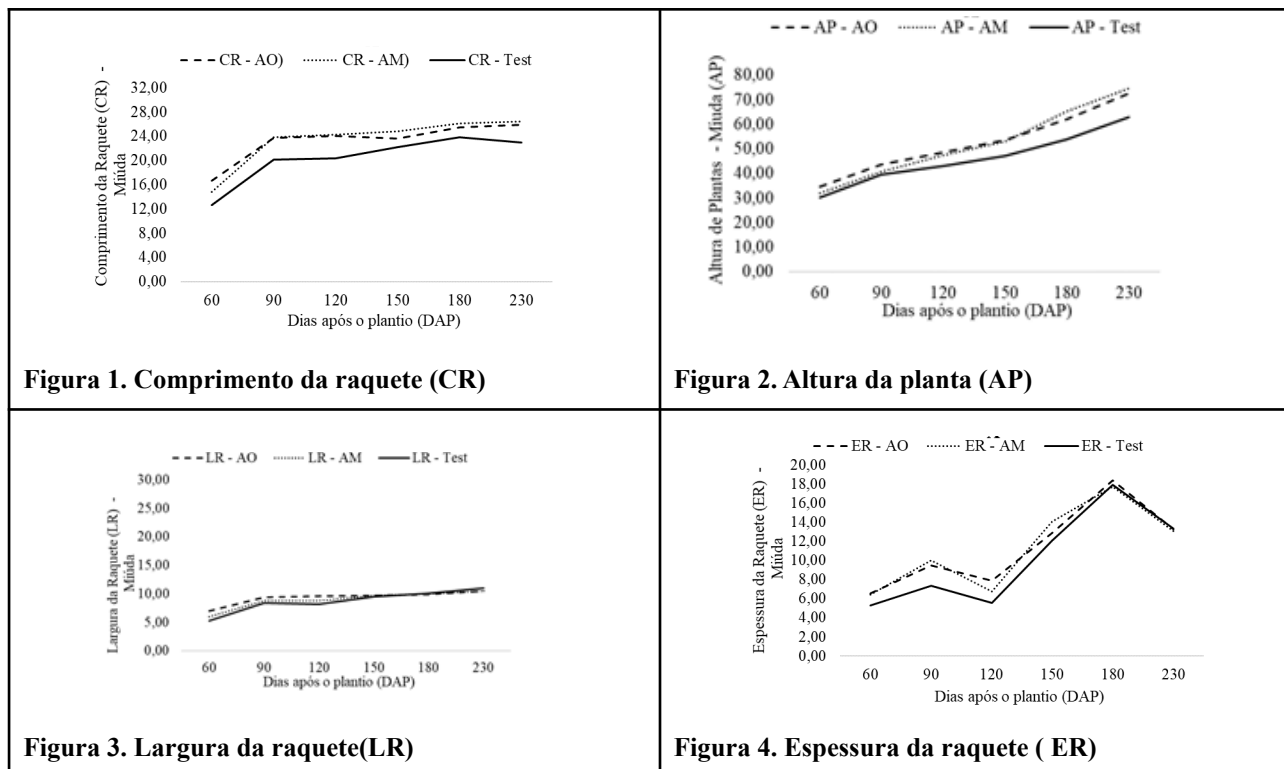 CR - AO) CR - AM) CR - Test
32,00
28,00
24,00
20,00
16,00
12,00
8,00
4,00
0,00
Comprimento da Raquete (CR) -
Miúda
60 90 120 150 180 230
Dias após o plantio (DAP)
Figura 1. Comprimento da raquete (CR)
AP - AO AP - AM AP - Test
80,00
70,00
60,00
50,00
40,00
30,00
20,00
10,00
0,00
Altura de Plantas - Miuda (AP)
60 90 120 150 180 230
Dias após o plantio (DAP)
Figura 2. Altura da planta (AP)
LR - AO LR - AM LR - Test
30,00
25,00
20,00
15,00
10,00
5,00
0,00
Largura da Raquete (LR) -
Miúda
60 90 120 150 180 230
Dias após o plantio (DAP)
Figura 3. Largura da raquete(LR)
ER - AO ER - AM ER - Test
20,00
18,00
16,00
14,00
12,00
10,00
8,00
6,00
4,00
2,00
0,00
Espessura da Raquete (ER) -
Miúda
60 90 120 150 180 230
Dias após o plantio (DAP)
Figura 4. Espessura da raquete ( ER)